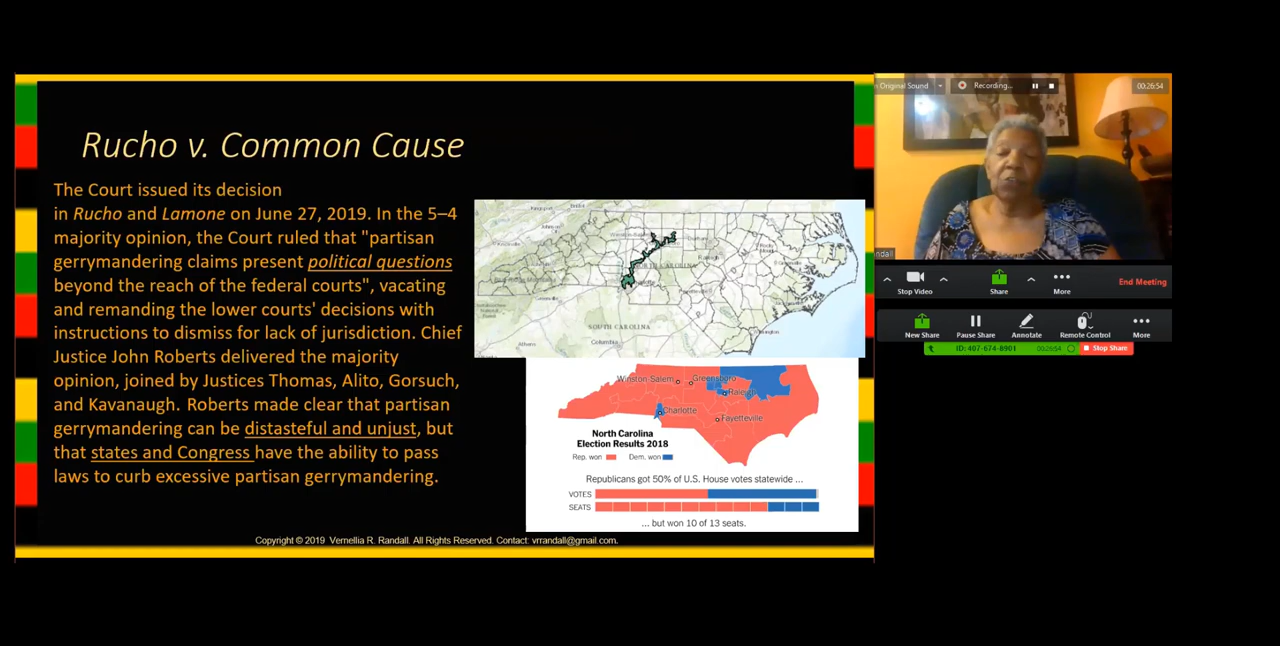 Rucho v. Common Cause
The Court issued its decision
in Rucho and Lamone on June 27, 2019. In the 5–4
majority opinion, the Court ruled that "partisan
gerrymandering claims present political questions
beyond the reach of the federal courts", vacating
and remanding the lower courts' decisions with
instructions to dismiss for lack of jurisdiction. Chief
Justice John Roberts delivered the majority
opinion, joined by Justices Thomas, Alito, Gorsuch,
and Kavanaugh. Roberts made clear that partisan
gerrymandering can be distasteful and unjust, but
that states and Congress have the ability to pass
laws to curb excessive partisan gerrymandering.
SOUTH CAROLINA
Columbia
Athens
Winston-Salem
Greensboro
Raleigh
Charlotte
Fayetteville
North Carolina
Election Results 2018
Rep. won
Dem. won
Republicans got 50% of U.S. House votes statewide ...
VOTES
SEATS
... but won 10 of 13 seats.
Copyright © 2019 Vernellia R. Randall. All Rights Reserved. Contact: vrrandall@gmail.com.
Original Sound
Recording...
00:26:54
ndall
Stop Video
Share
More
End Meeting
New Share
Pause Share
Annotate
Remote Control
More
ID: 407-674-8901
00:26:54
Stop Share